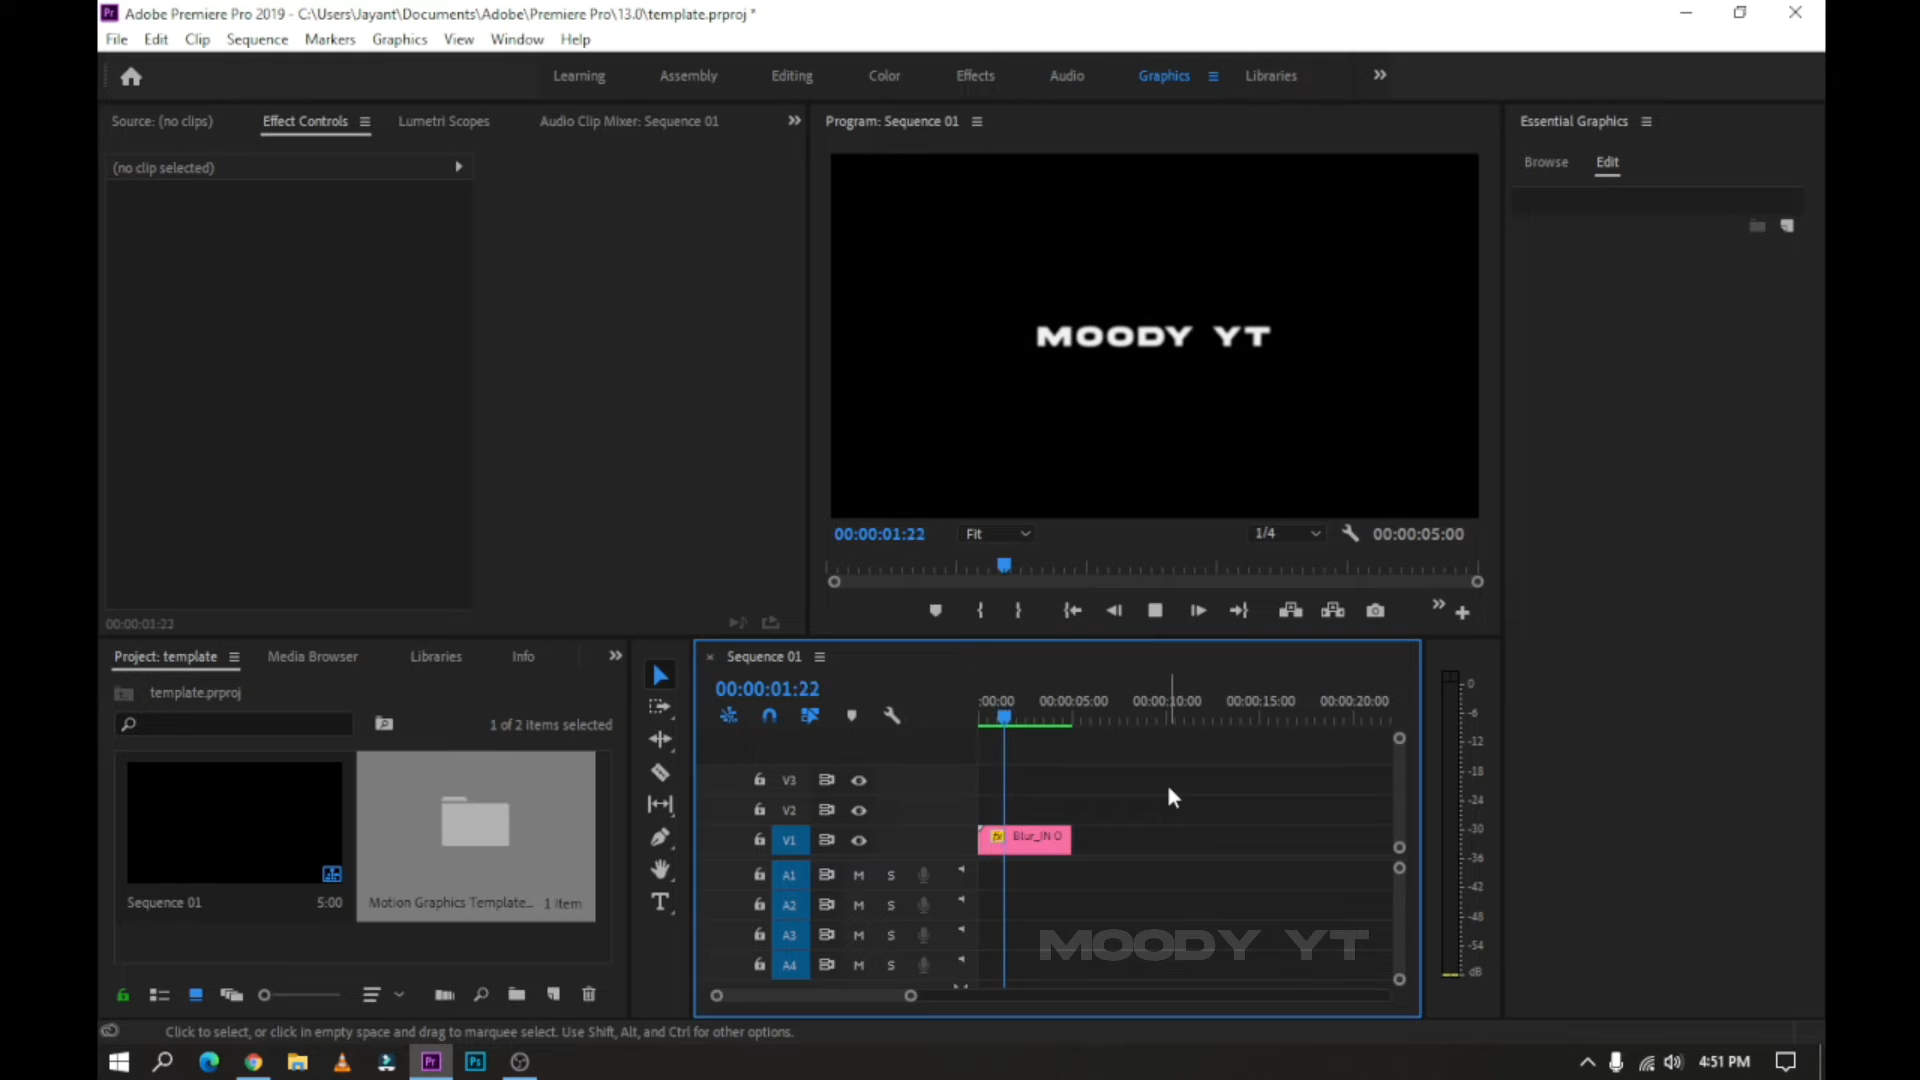 Adobe Premiere Pro 2019 - C:\Users\Jayant\Documents\Adobe\Premiere Pro\13.0\template.prproj *
File Edit Clip Sequence Markers Graphics View Window Help
Learning Assembly Editing Color Effects Audio Graphics Libraries
Source: (no clips) Effect Controls Lumetri Scopes Audio Clip Mixer: Sequence 01
Program: Sequence 01
Essential Graphics
(no clip selected)
Browse Edit
MOODY YT
00:00:01:22 Fit 1/4 00:00:05:00
00:00:01:22
Project: template Media Browser Libraries Info
Sequence 01
template.prproj
00:00:01:22
1 of 2 items selected
:00:00 00:00:05:00 00:00:10:00 00:00:15:00 00:00:20:00
V3
V2
V1 Blur_IN O
A1 M S
A2 M S
A3 M S
A4 M S
Sequence 01 5:00
Motion Graphics Template... 1 Item
MOODY YT
0
-6
-12
-18
-24
-30
-36
-42
-48
-54
dB
Click to select, or click in empty space and drag to marquee select. Use Shift, Alt, and Ctrl for other options.
Pr Ps 4:51 PM